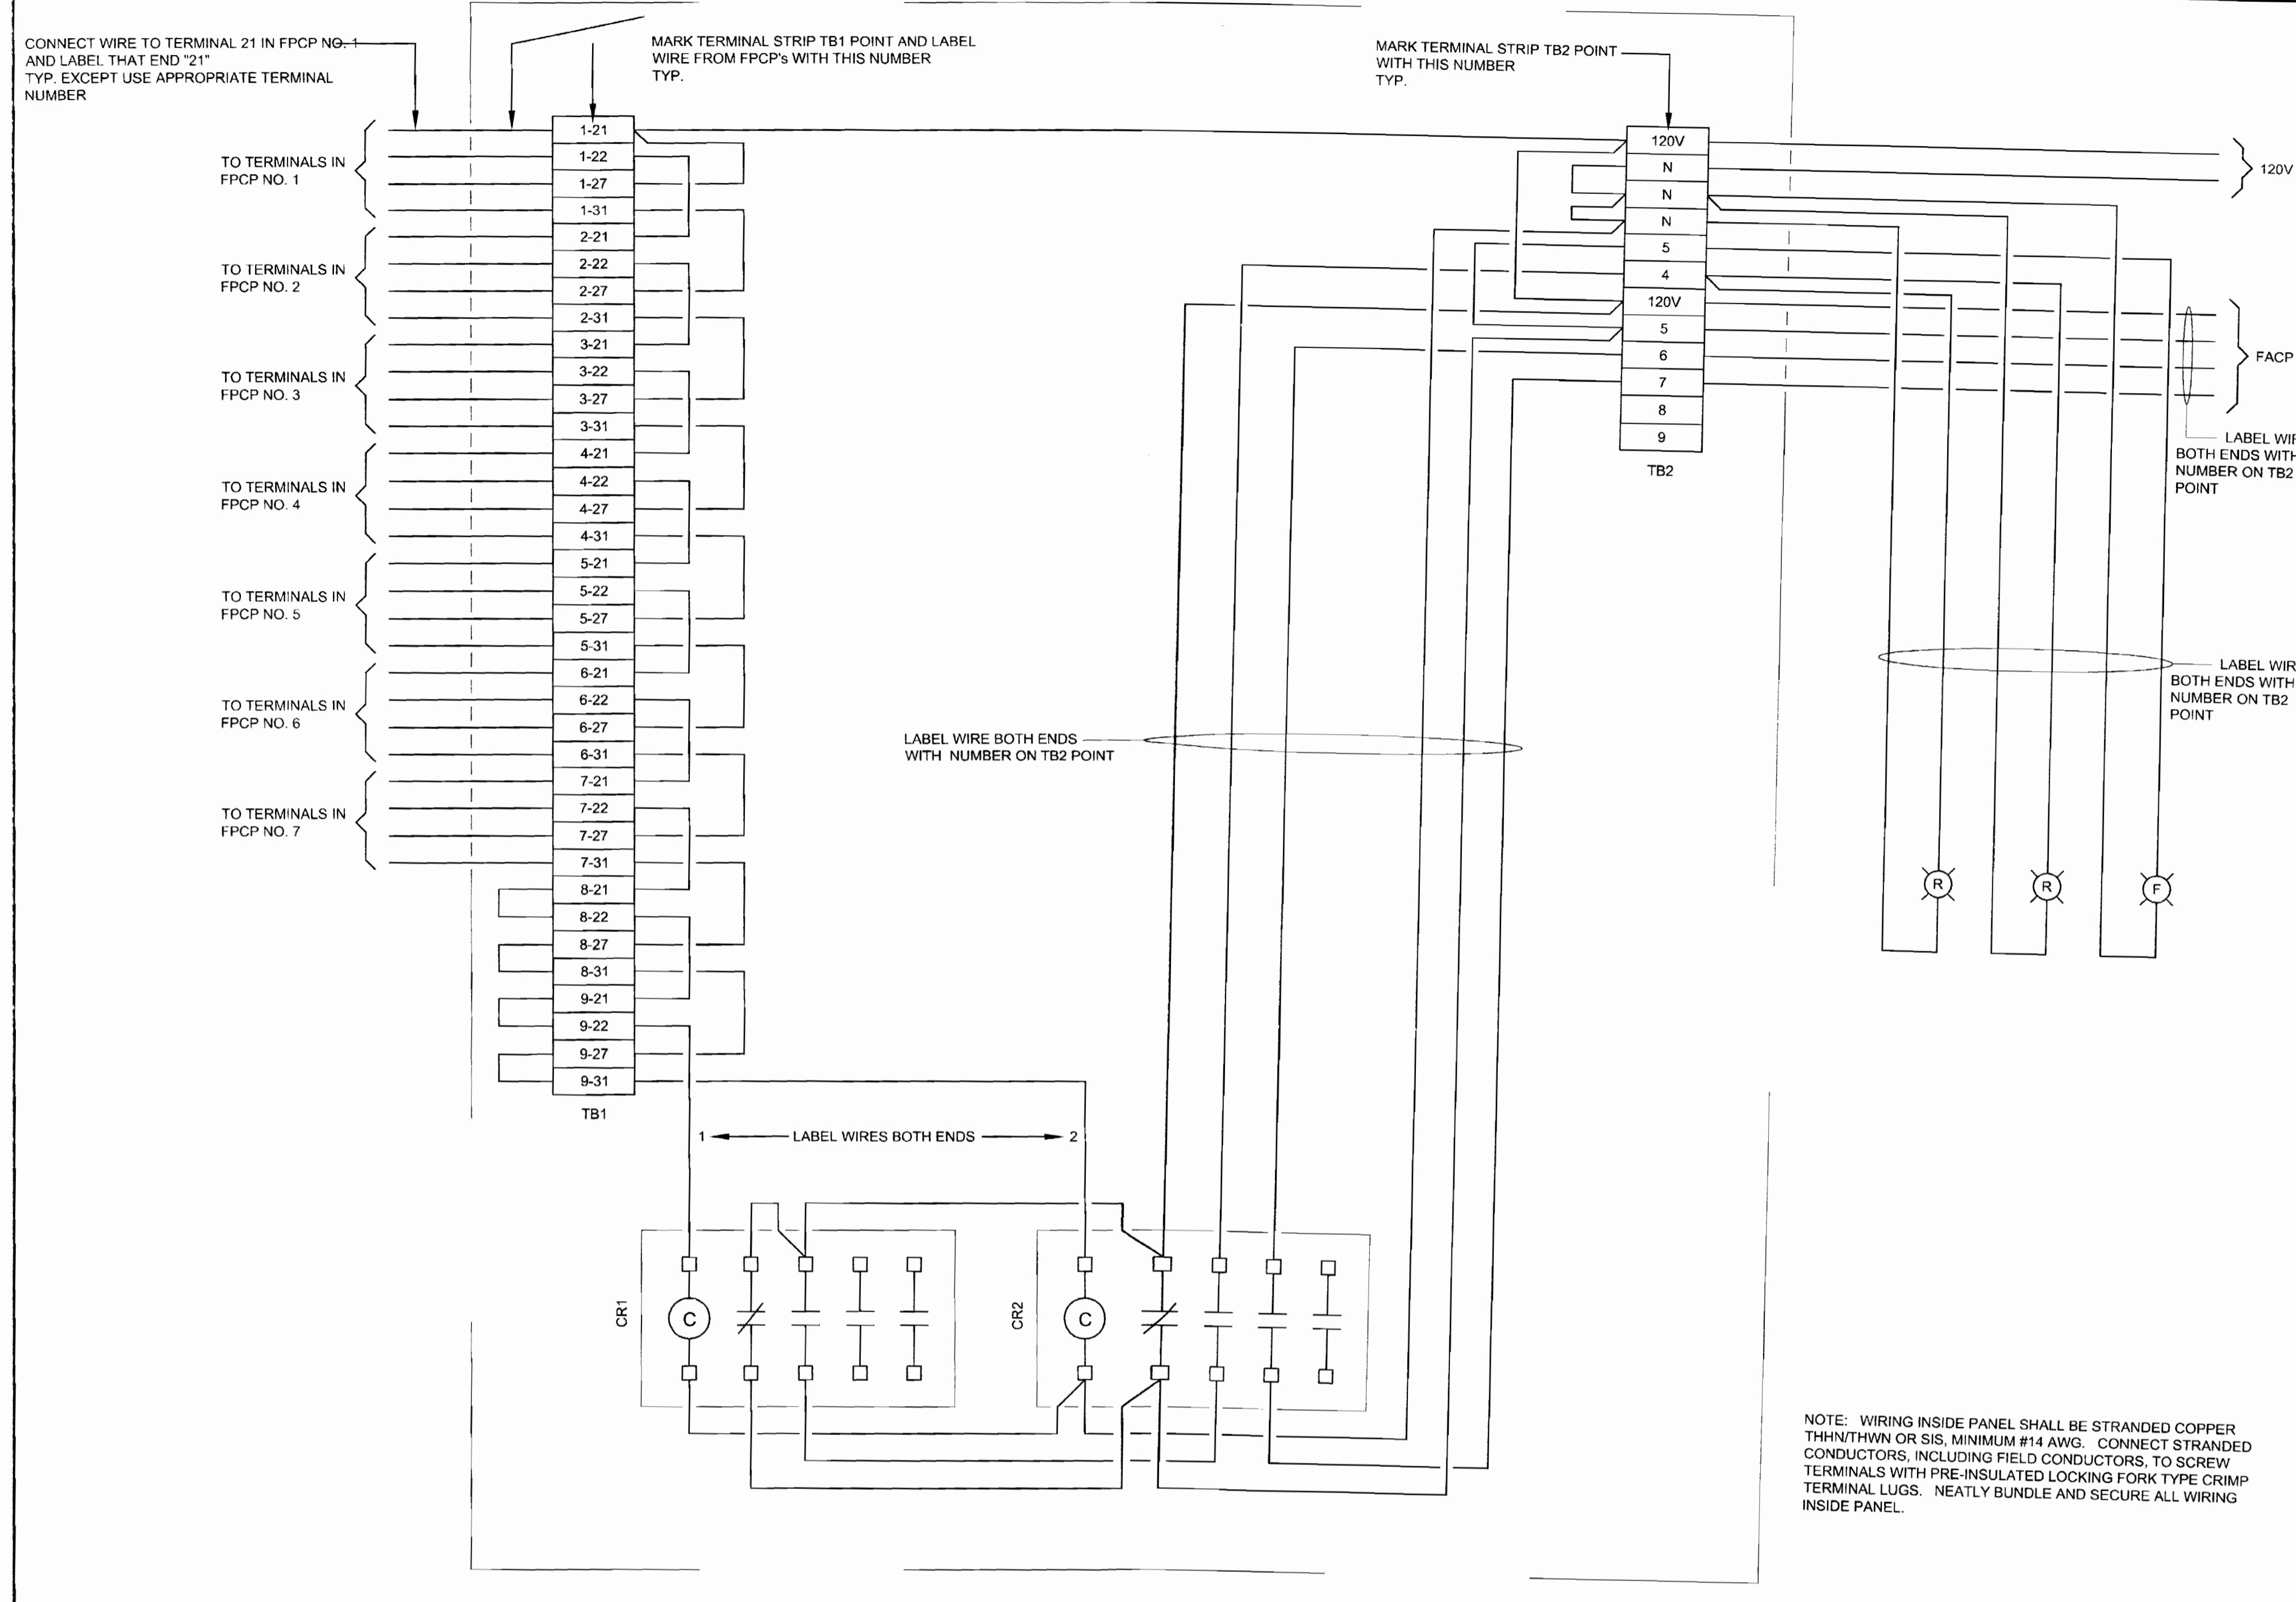 CONNECT WIRE TO TERMINAL 21 IN FPCP NO. 1
AND LABEL THAT END "21"
TYP. EXCEPT USE APPROPRIATE TERMINAL
NUMBER
MARK TERMINAL STRIP TB1 POINT AND LABEL
WIRE FROM FPCP's WITH THIS NUMBER
TYP.
MARK TERMINAL STRIP TB2 POINT
WITH THIS NUMBER
TYP.
TO TERMINALS IN
FPCP NO. 1
TO TERMINALS IN
FPCP NO. 2
TO TERMINALS IN
FPCP NO. 3
TO TERMINALS IN
FPCP NO. 4
TO TERMINALS IN
FPCP NO. 5
TO TERMINALS IN
FPCP NO. 6
TO TERMINALS IN
FPCP NO. 7
1-21
1-22
1-27
1-31
2-21
2-22
2-27
2-31
3-21
3-22
3-27
3-31
4-21
4-22
4-27
4-31
5-21
5-22
5-27
5-31
6-21
6-22
6-27
6-31
7-21
7-22
7-27
7-31
8-21
8-22
8-27
8-31
9-21
9-22
9-27
9-31
TB1
120V
N
N
N
5
4
120V
5
6
7
8
9
TB2
120V
FACP
LABEL
BOTH ENDS WITH
NUMBER ON TB2
POINT
LABEL
BOTH ENDS WITH
NUMBER ON TB2
POINT
LABEL WIRE BOTH ENDS
WITH NUMBER ON TB2 POINT
R
R
F
1 LABEL WIRES BOTH ENDS 2
CR1
C
CR2
C
NOTE: WIRING INSIDE PANEL SHALL BE STRANDED COPPER
THHN/THWN OR SIS, MINIMUM #14 AWG. CONNECT STRANDED
CONDUCTORS, INCLUDING FIELD CONDUCTORS, TO SCREW
TERMINALS WITH PRE-INSULATED LOCKING FORK TYPE CRIMP
TERMINAL LUGS. NEATLY BUNDLE AND SECURE ALL WIRING
INSIDE PANEL.